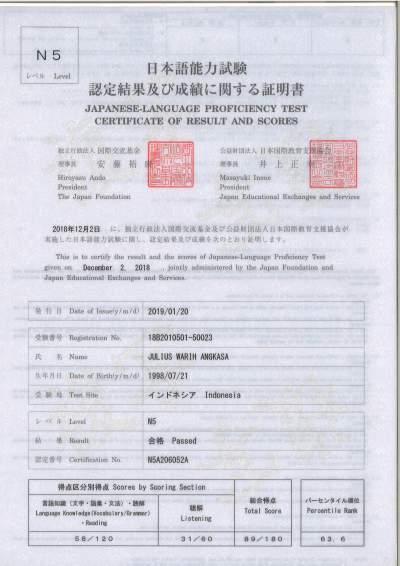 N5
レベル Level
日本語能力試験
認定結果及び成績に関する証明書
JAPANESE-LANGUAGE PROFICIENCY TEST
CERTIFICATE OF RESULT AND SCORES
独立行政法人 国際交流基金
理事長 安藤裕
Hiroyasu Ando
President
The Japan Foundation
公益財団法人 日本国際教育支援協会
理事長 井上正
Masayuki Inoue
President
Japan Educational Exchanges and Services
2018年12月2日 に、独立行政法人国際交流基金及び公益財団法人日本国際教育支援協会が
実施した日本語能力試験に関し、認定結果及び成績を次のとおり証明します。
This is to certify the result and the scores of Japanese-Language Proficiency Test
given on December 2, 2018 , jointly administered by the Japan Foundation and
Japan Educational Exchanges and Services.
発行日 Date of Issue(y/m/d) 2019/01/20
受験番号 Registration No. 18B2010501-50023
氏名 Name JULIUS WARIH ANGKASA
生年月日 Date of Birth(y/m/d) 1998/07/21
受験地 Test Site インドネシア Indonesia
レベル Level N5
結果 Result 合格 Passed
認定番号 Certification No. N5A206052A
得点区分別得点 Scores by Scoring Section
言語知識(文字・語彙・文法)・読解
Language Knowledge(Vocabulary/Grammar)
・Reading
聴解
Listening
総合得点
Total Score
パーセンタイル順位
Percentile Rank
58/120 31/60 89/180 63.6